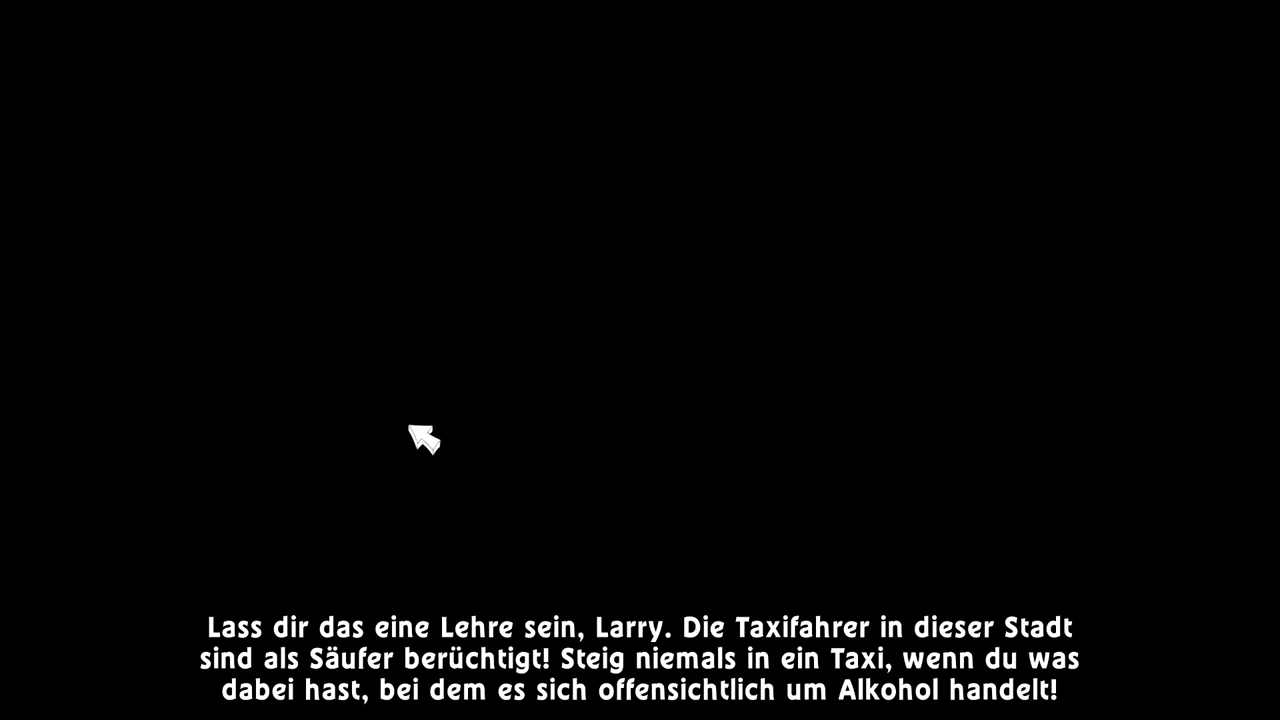 Lass dir das eine Lehre sein, Larry. Die Taxifahrer in dieser Stadt
sind als Säufer berüchtigt! Steig niemals in ein Taxi, wenn du was
dabei hast, bei dem es sich offensichtlich um Alkohol handelt!